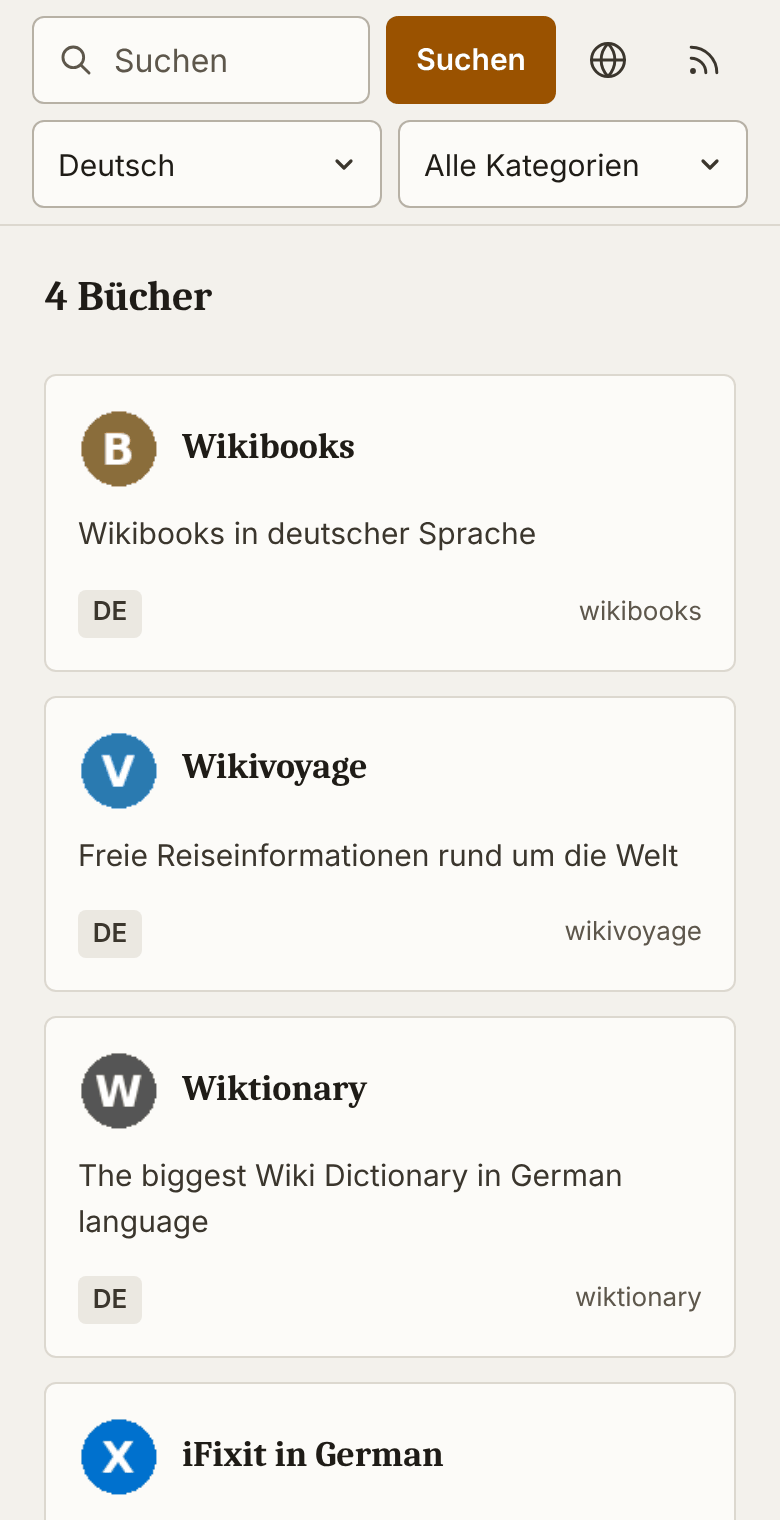 Suchen
Suchen
Deutsch
Alle Kategorien
4 Bücher
B
Wikibooks
Wikibooks in deutscher Sprache
DE
wikibooks
V
Wikivoyage
Freie Reiseinformationen rund um die Welt
DE
wikivoyage
W
Wiktionary
The biggest Wiki Dictionary in German
language
DE
wiktionary
X
iFixit in German